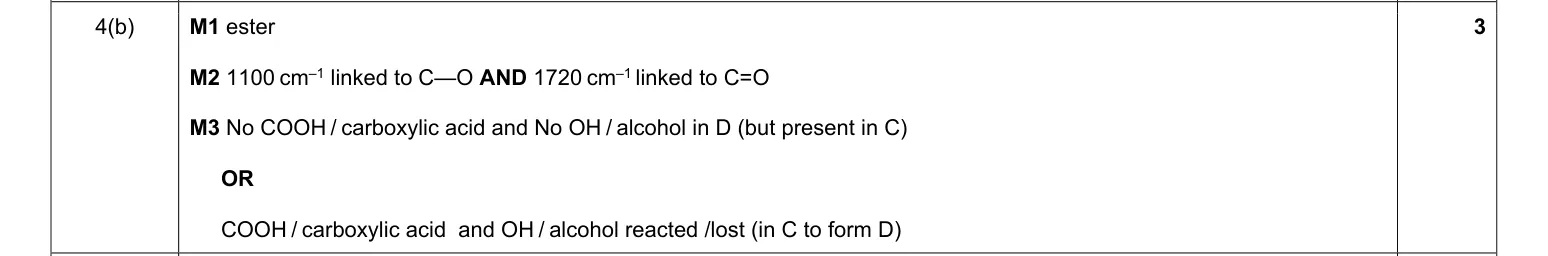 4(b) M1 ester 3
M2 1100 cm⁻¹ linked to C—O AND 1720 cm⁻¹ linked to C=O
M3 No COOH / carboxylic acid and No OH / alcohol in D (but present in C)
OR
COOH / carboxylic acid and OH / alcohol reacted /lost (in C to form D)